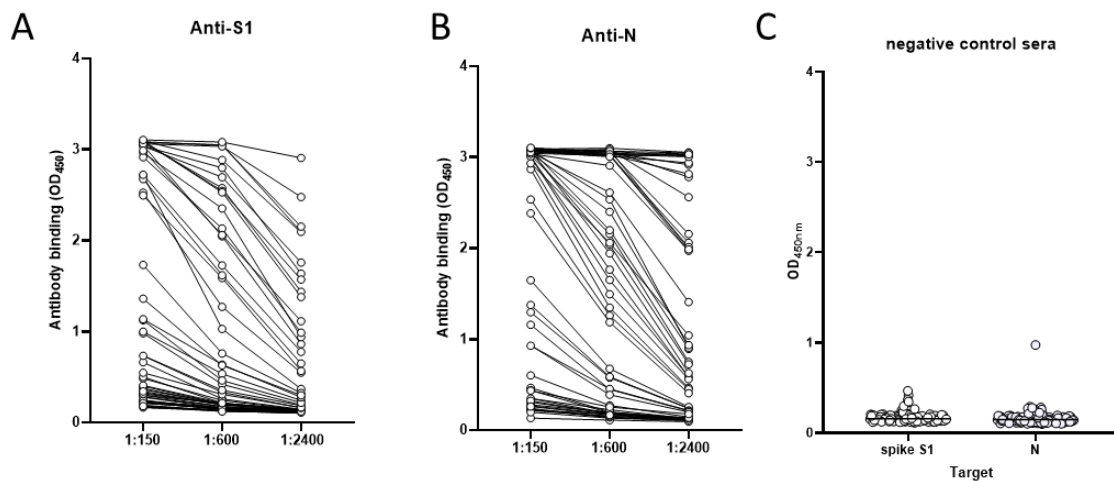 A
Anti-S1
Antibody binding (OD450)
4
3
2
1
0
1:150 1:600 1:2400
B
Anti-N
Antibody binding (OD450)
4
3
2
1
0
1:150 1:600 1:2400
C
negative control sera
OD450nm
4
3
2
1
0
spike S1 N
Target